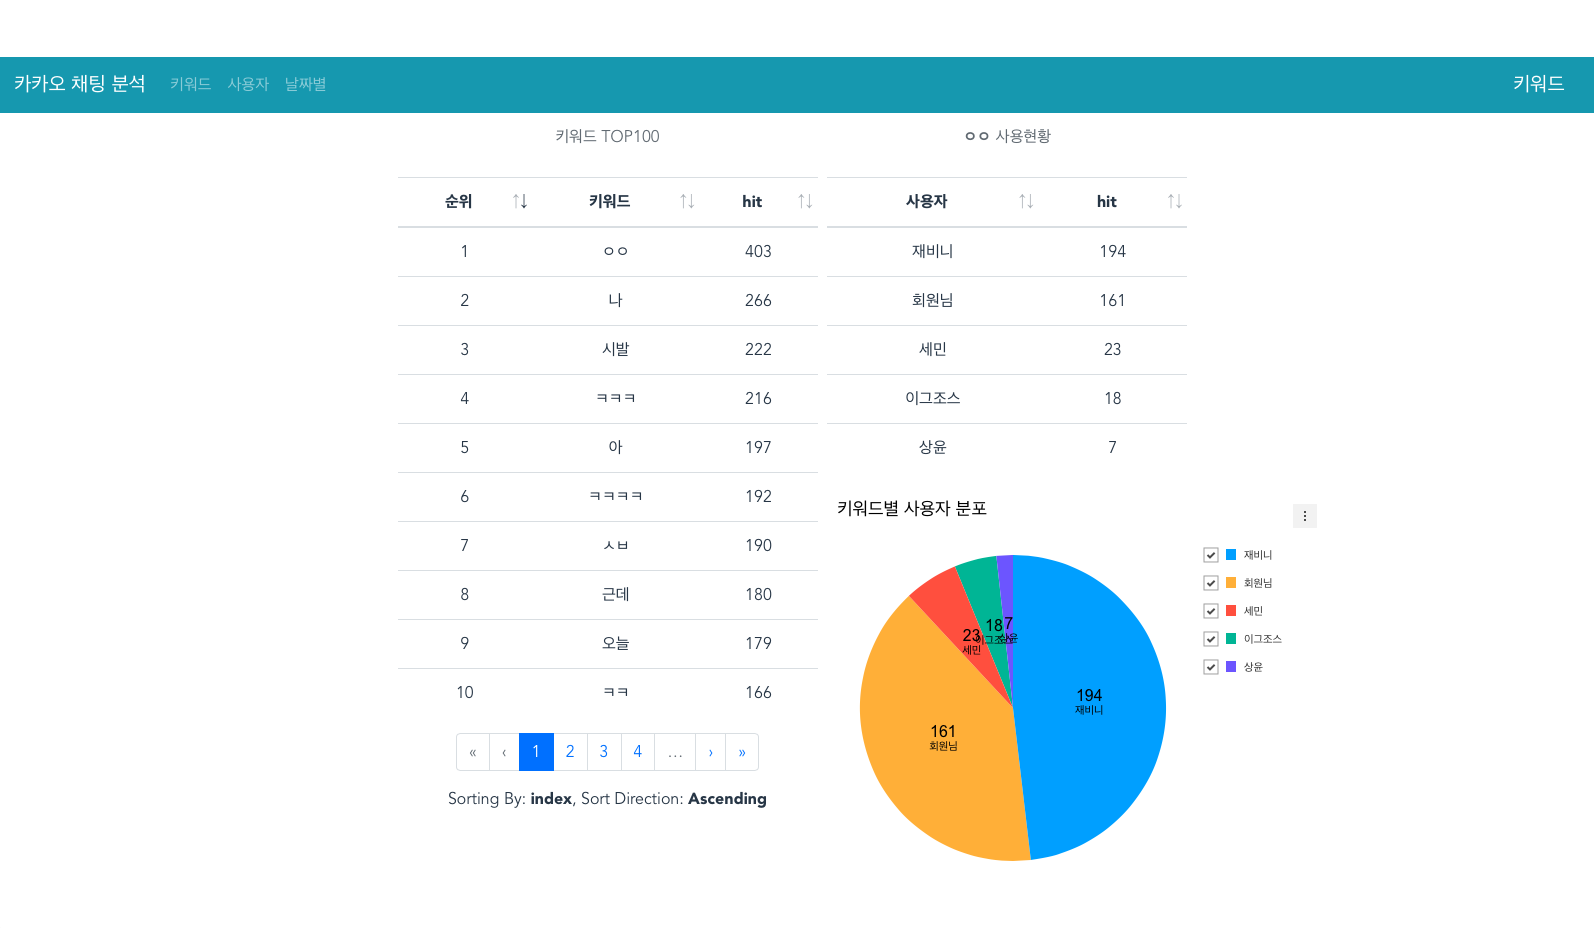 카카오 채팅 분석 키워드 사용자 날짜별 키워드
키워드 TOP100
순위 키워드 hit
1 ㅇㅇ 403
2 나 266
3 시발 222
4 ㅋㅋㅋ 216
5 아 197
6 ㅋㅋㅋㅋ 192
7 ㅅㅂ 190
8 근데 180
9 오늘 179
10 ㅋㅋ 166
« ‹ 1 2 3 4 … › »
Sorting By: index, Sort Direction: Ascending
ㅇㅇ 사용현황
사용자 hit
재비니 194
회원님 161
세민 23
이그조스 18
상윤 7
키워드별 사용자 분포
23
세민
18
이그조스
7
상윤
194
재비니
161
회원님
재비니
회원님
세민
이그조스
상윤